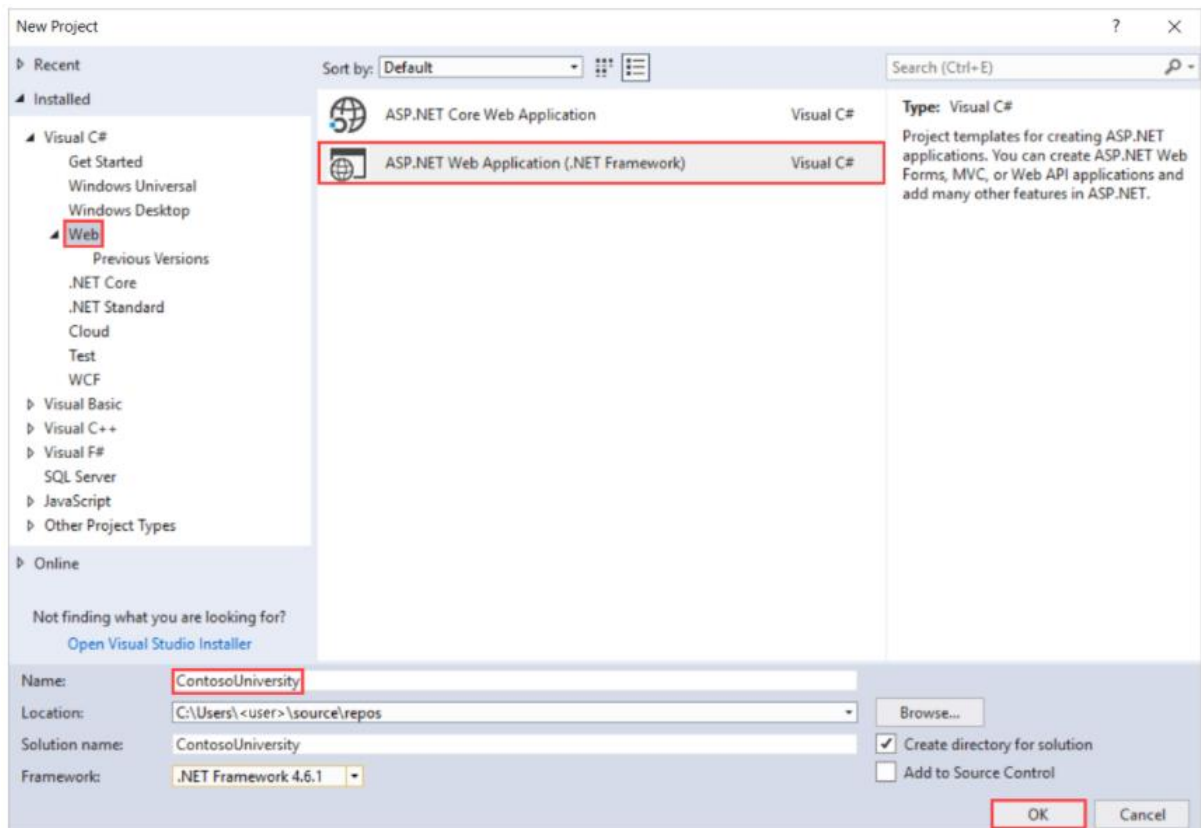 New Project
?
Recent
Installed
Visual C#
Get Started
Windows Universal
Windows Desktop
Web
Previous Versions
.NET Core
.NET Standard
Cloud
Test
WCF
Visual Basic
Visual C++
Visual F#
SQL Server
JavaScript
Other Project Types
Online
Not finding what you are looking for?
Open Visual Studio Installer
Sort by: Default
ASP.NET Core Web Application Visual C#
ASP.NET Web Application (.NET Framework) Visual C#
Search (Ctrl+E)
Type: Visual C#
Project templates for creating ASP.NET
applications. You can create ASP.NET Web
Forms, MVC, or Web API applications and
add many other features in ASP.NET.
Name: ContosoUniversity
Location: C:\Users\<user>\source\repos
Browse...
Solution name: ContosoUniversity
Create directory for solution
Framework: .NET Framework 4.6.1
Add to Source Control
OK
Cancel